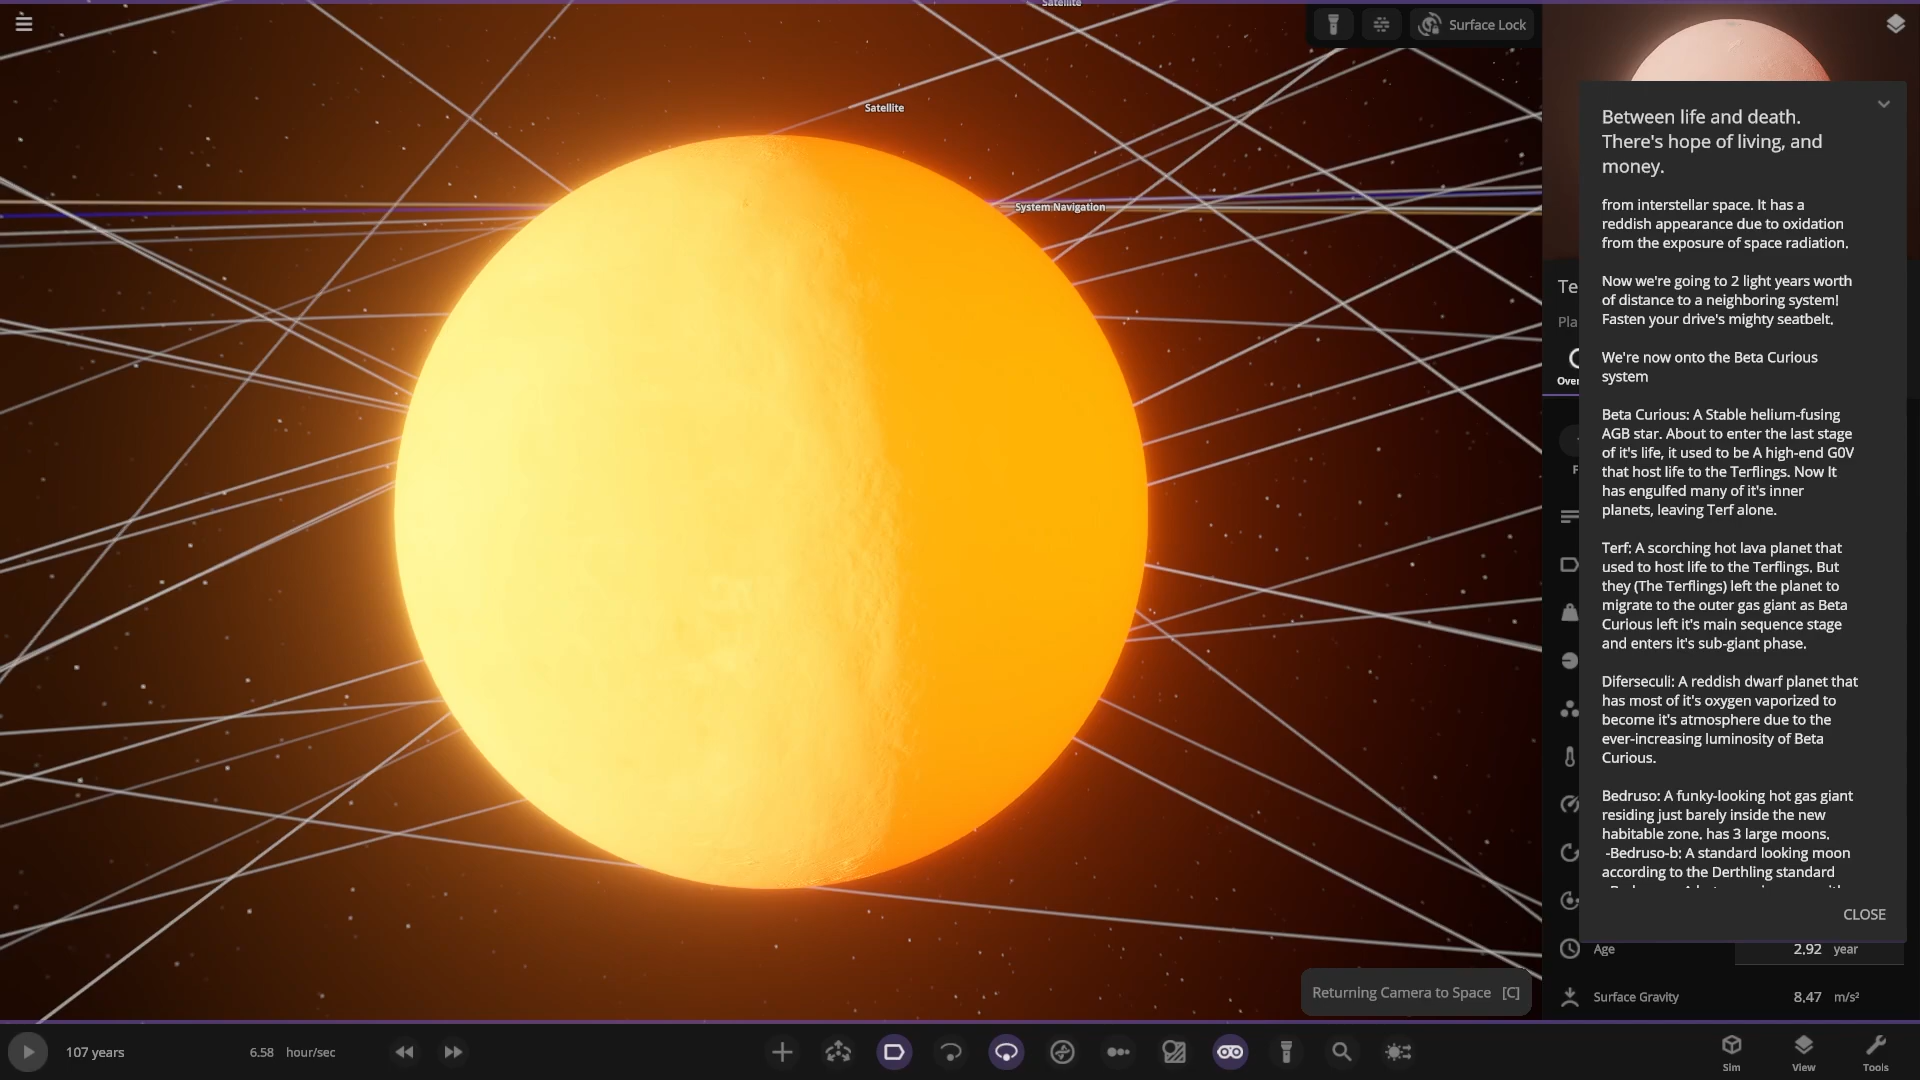 Satellite
Surface Lock
Satellite
System Navigation
Between life and death.
There's hope of living, and
money.
from interstellar space. It has a
reddish appearance due to oxidation
from the exposure of space radiation.
Now we're going to 2 light years worth
of distance to a neighboring system!
Fasten your drive's mighty seatbelt.
We're now onto the Beta Curious
system
Beta Curious: A Stable helium-fusing
AGB star. About to enter the last stage
of it's life, it used to be A high-end G0V
that host life to the Terflings. Now It
has engulfed many of it's inner
planets, leaving Terf alone.
Terf: A scorching hot lava planet that
used to host life to the Terflings. But
they (The Terflings) left the planet to
migrate to the outer gas giant as Beta
Curious left it's main sequence stage
and enters it's sub-giant phase.
Diferseculi: A reddish dwarf planet that
has most of it's oxygen vaporized to
become it's atmosphere due to the
ever-increasing luminosity of Beta
Curious.
Bedruso: A funky-looking hot gas giant
residing just barely inside the new
habitable zone. has 3 large moons.
-Bedruso-b: A standard looking moon
according to the Derthling standard
CLOSE
Te
Pla
Over
Age 2,92 year
Surface Gravity 8,47 m/s²
Returning Camera to Space [C]
107 years
6.58 hour/sec
Sim
View
Tools